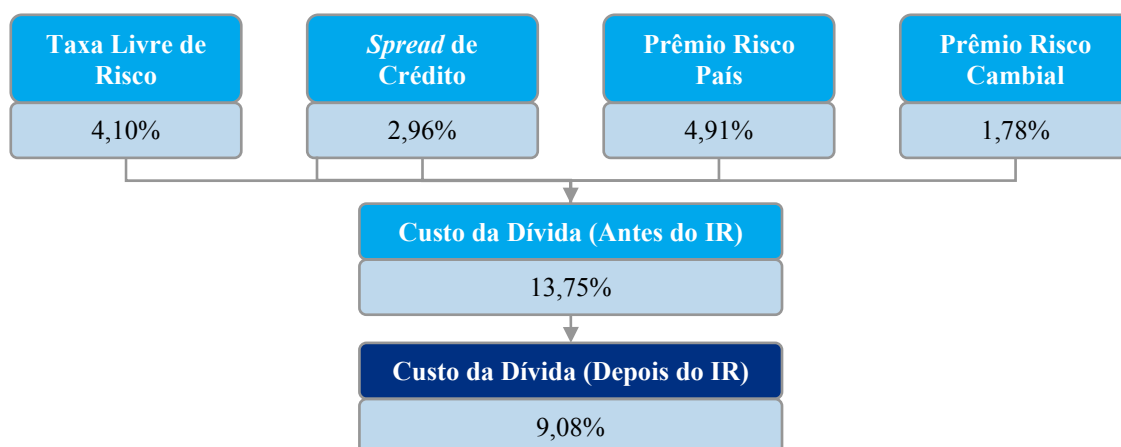 Taxa Livre de
Risco
4,10%
Spread de
Crédito
2,96%
Prêmio Risco
País
4,91%
Prêmio Risco
Cambial
1,78%
Custo da Dívida (Antes do IR)
13,75%
Custo da Dívida (Depois do IR)
9,08%